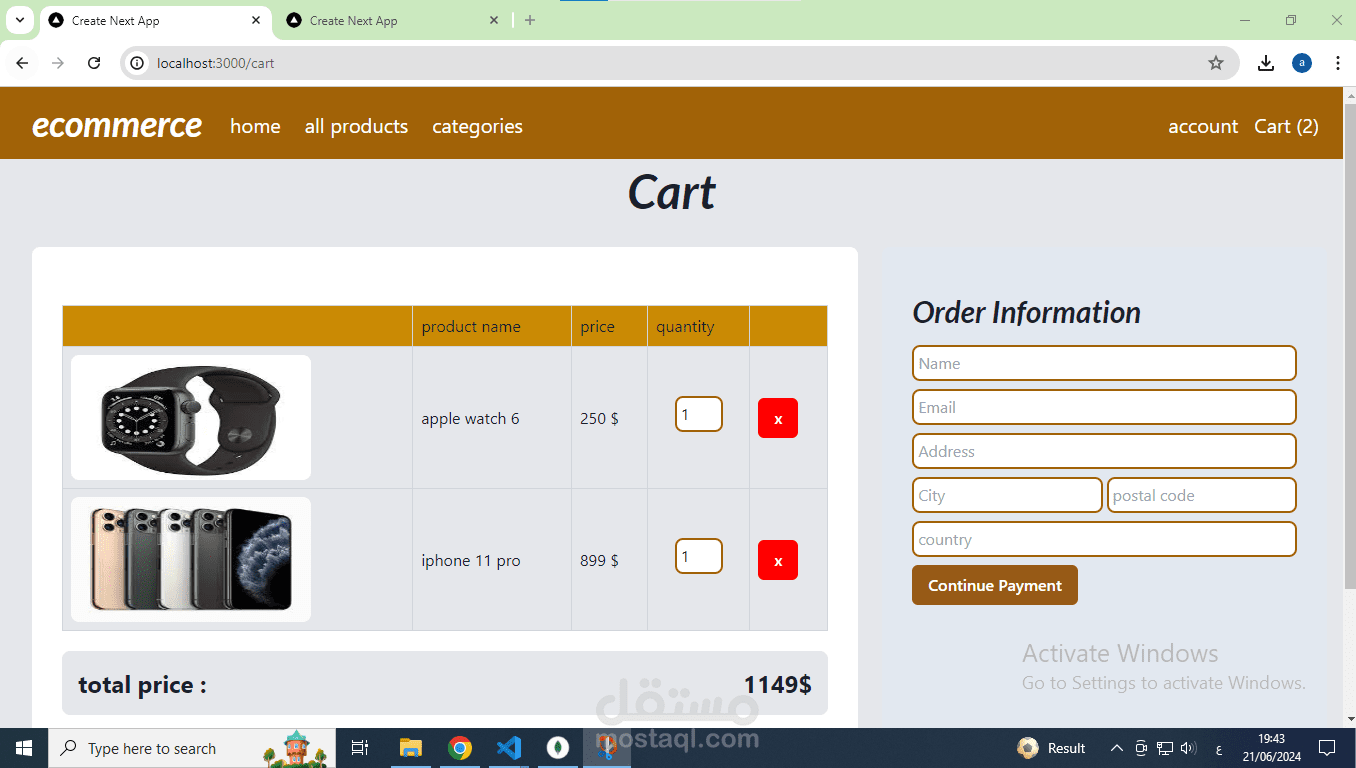 Create Next App
Create Next App
localhost:3000/cart
a
ecommerce home all products categories account Cart (2)
Cart
product name price quantity
apple watch 6 250 $ 1 x
iphone 11 pro 899 $ 1 x
total price : 1149$
Order Information
Name
Email
Address
City postal code
country
Continue Payment
Activate Windows
Go to Settings to activate Windows.
مستقل
mostaql.com
Type here to search
Result
ع
19:43
21/06/2024